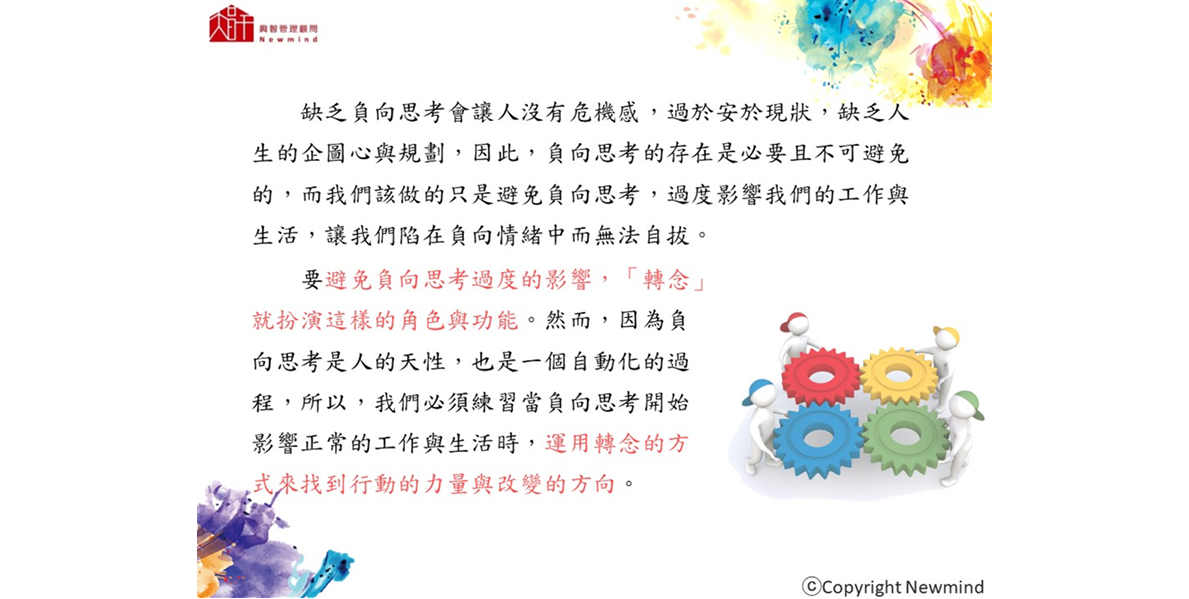 興智管理顧問
Newmind
缺乏負向思考會讓人沒有危機感，過於安於現狀，缺乏人
生的企圖心與規劃，因此，負向思考的存在是必要且不可避免
的，而我們該做的只是避免負向思考，過度影響我們的工作與
生活，讓我們陷在負向情緒中而無法自拔。
要避免負向思考過度的影響，「轉念」
就扮演這樣的角色與功能。然而，因為負
向思考是人的天性，也是一個自動化的過
程，所以，我們必須練習當負向思考開始
影響正常的工作與生活時，運用轉念的方
式來找到行動的力量與改變的方向。
ⓒCopyright Newmind